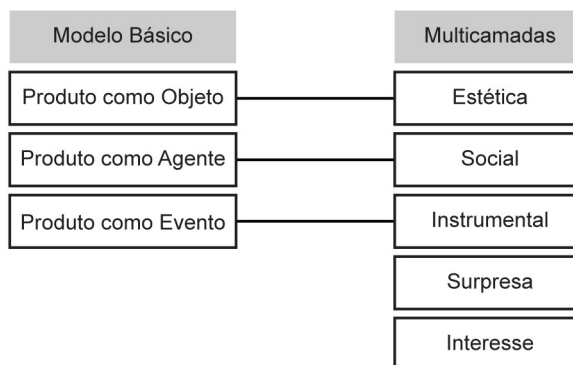 Modelo Básico
Multicamadas
Produto como Objeto
Estética
Produto como Agente
Social
Produto como Evento
Instrumental
Surpresa
Interesse